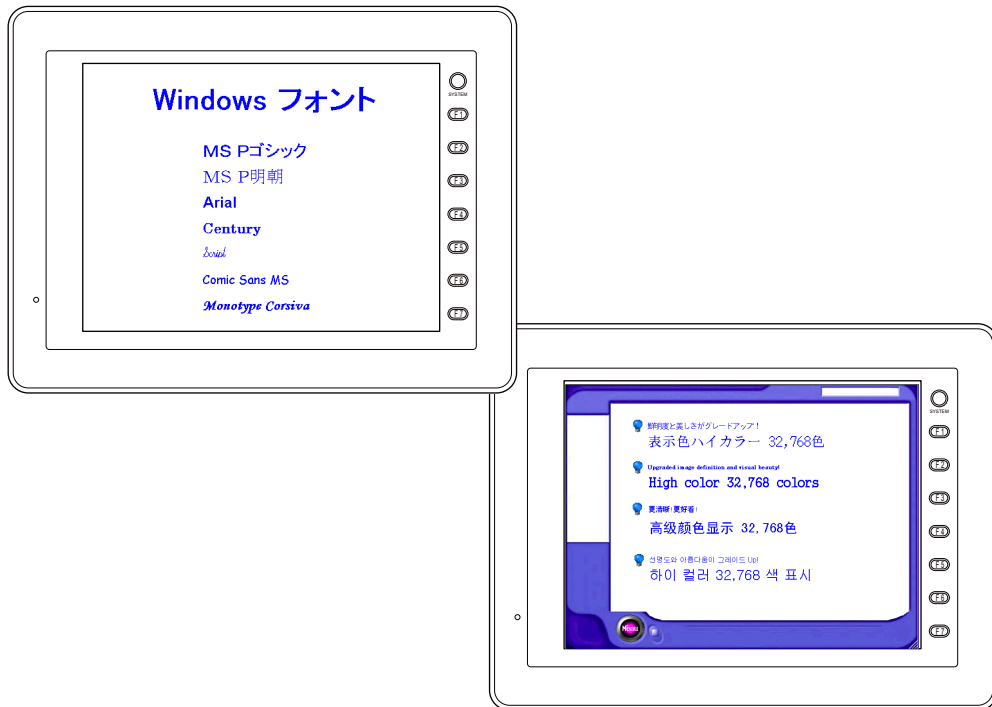 Windows フォント
MS Pゴシック
MS P明朝
Arial
Century
Script
Comic Sans MS
Monotype Corsiva
SYSTEM
F1
F2
F3
F4
F5
F6
F7
鮮明度と美しさがグレードアップ！
表示色ハイカラー 32,768色
Upgraded image definition and visual beauty!
High color 32,768 colors
更清晰！更好看！
高级颜色显示 32,768色
선명도와 아름다움이 그레이드 Up!
하이 컬러 32,768 색 표시
Menu
SYSTEM
F1
F2
F3
F4
F5
F6
F7